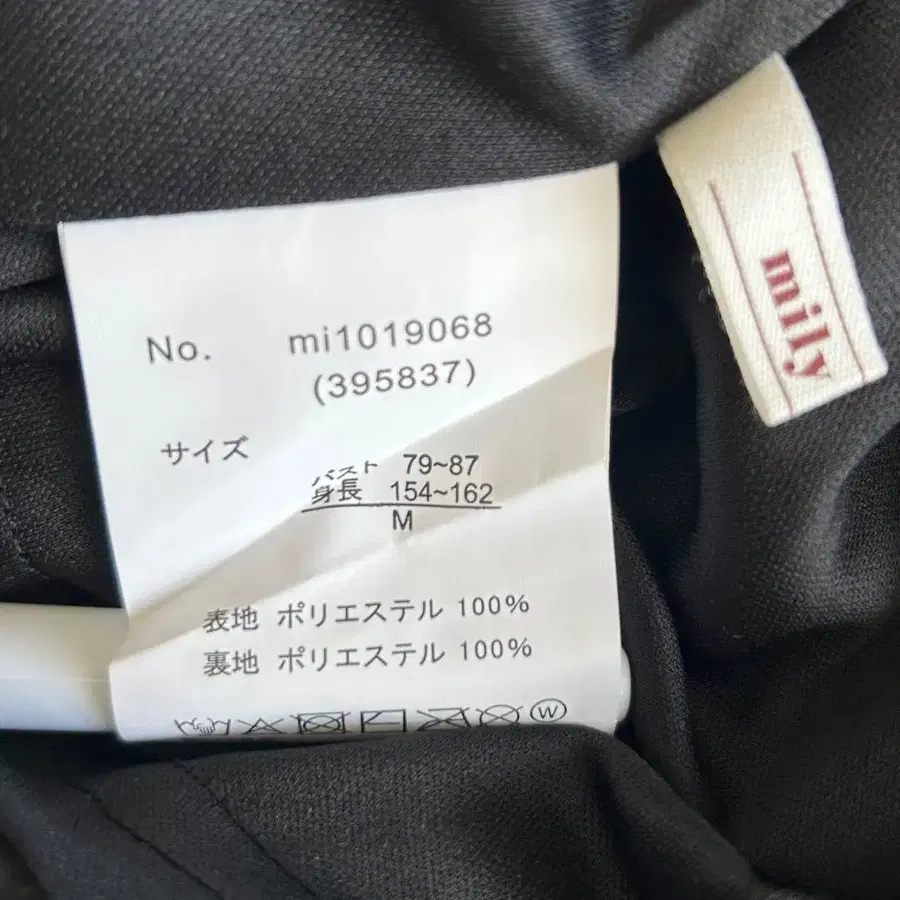 No. mi1019068
(395837)
サイズ
バスト 79~87
身長 154~162
M
表地 ポリエステル 100%
裏地 ポリエステル 100%
W
mily